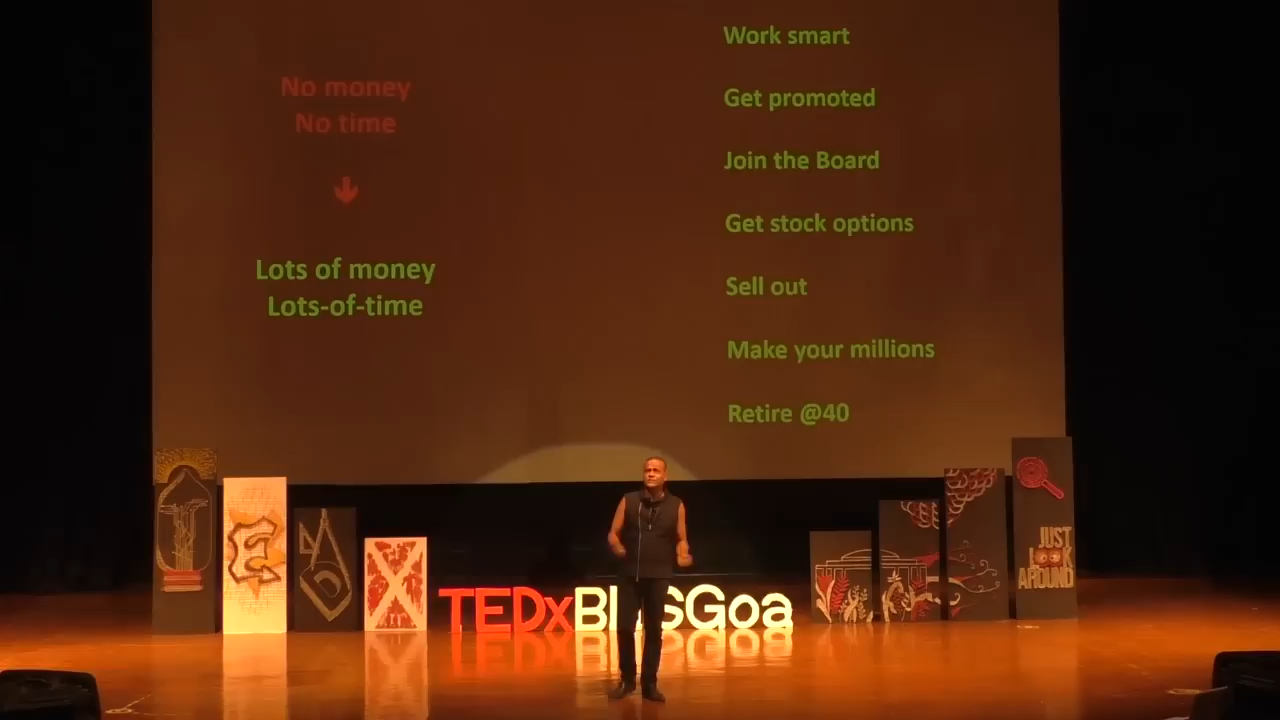 No money
No time
Lots of money
Lots-of-time
Work smart
Get promoted
Join the Board
Get stock options
Sell out
Make your millions
Retire @40
E
X
JUST
LOOK
AROUND
TEDxBITSGoa